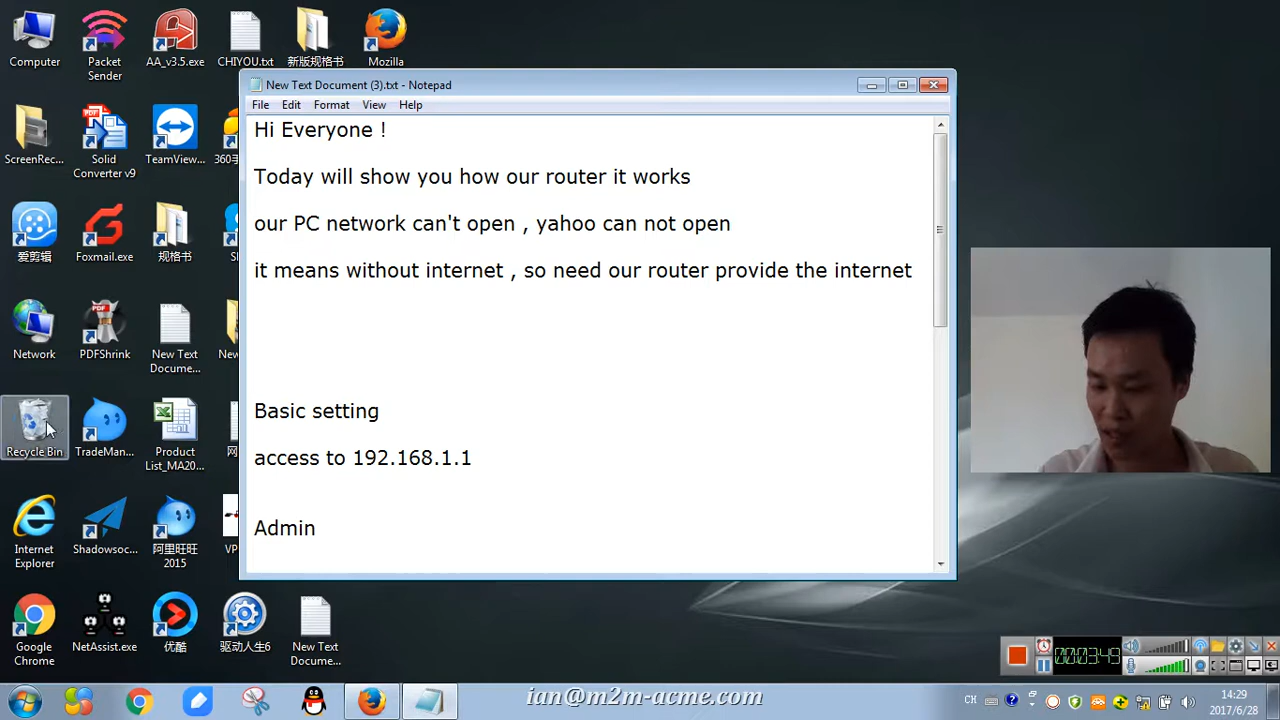 Computer
Packet
Sender
AA_v3.5.exe
CHIYOU.txt
新版规格书
Mozilla
New Text Document (3).txt - Notepad
File Edit Format View Help
Hi Everyone !
Today will show you how our router it works
our PC network can't open , yahoo can not open
it means without internet , so need our router provide the internet
Basic setting
access to 192.168.1.1
Admin
ScreenRec...
Solid
Converter v9
TeamView...
爱剪辑
Foxmail.exe
规格书
Network
PDFShrink
New Text
Docume...
Recycle Bin
TradeMan...
Product
List_MA20...
Internet
Explorer
Shadowsoc...
阿里旺旺
2015
Google
Chrome
NetAssist.exe
优酷
驱动人生6
New Text
Docume...
000:03:48
ian@m2m-acme.com
CH
14:29
2017/6/28